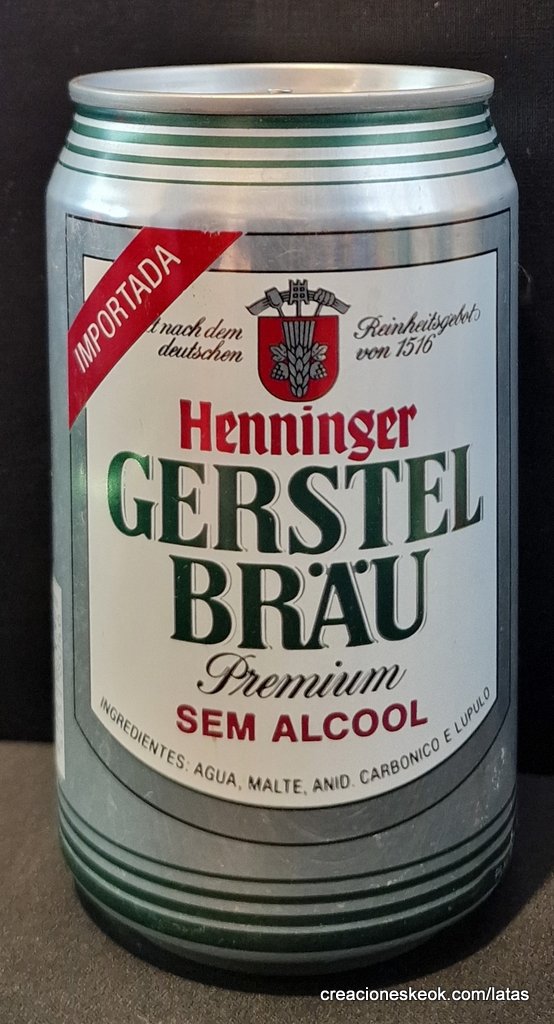 IMPORTADA
nach dem
deutschen
Reinheitsgebot
von 1516
Henninger
GERSTEL
BRÄU
Premium
SEM ALCOOL
INGREDIENTES: AGUA, MALTE, ANID. CARBONICO E LUPULO
creacioneskeok.com/latas